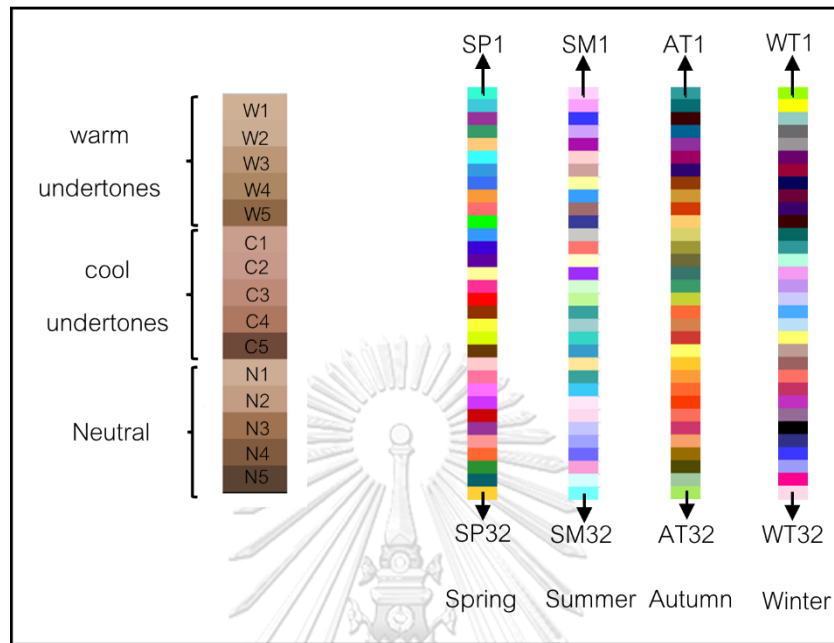 SP1 SM1 AT1 WT1
warm
undertones
W1
W2
W3
W4
W5
cool
undertones
C1
C2
C3
C4
C5
Neutral
N1
N2
N3
N4
N5
SP32 SM32 AT32 WT32
Spring Summer Autumn Winter